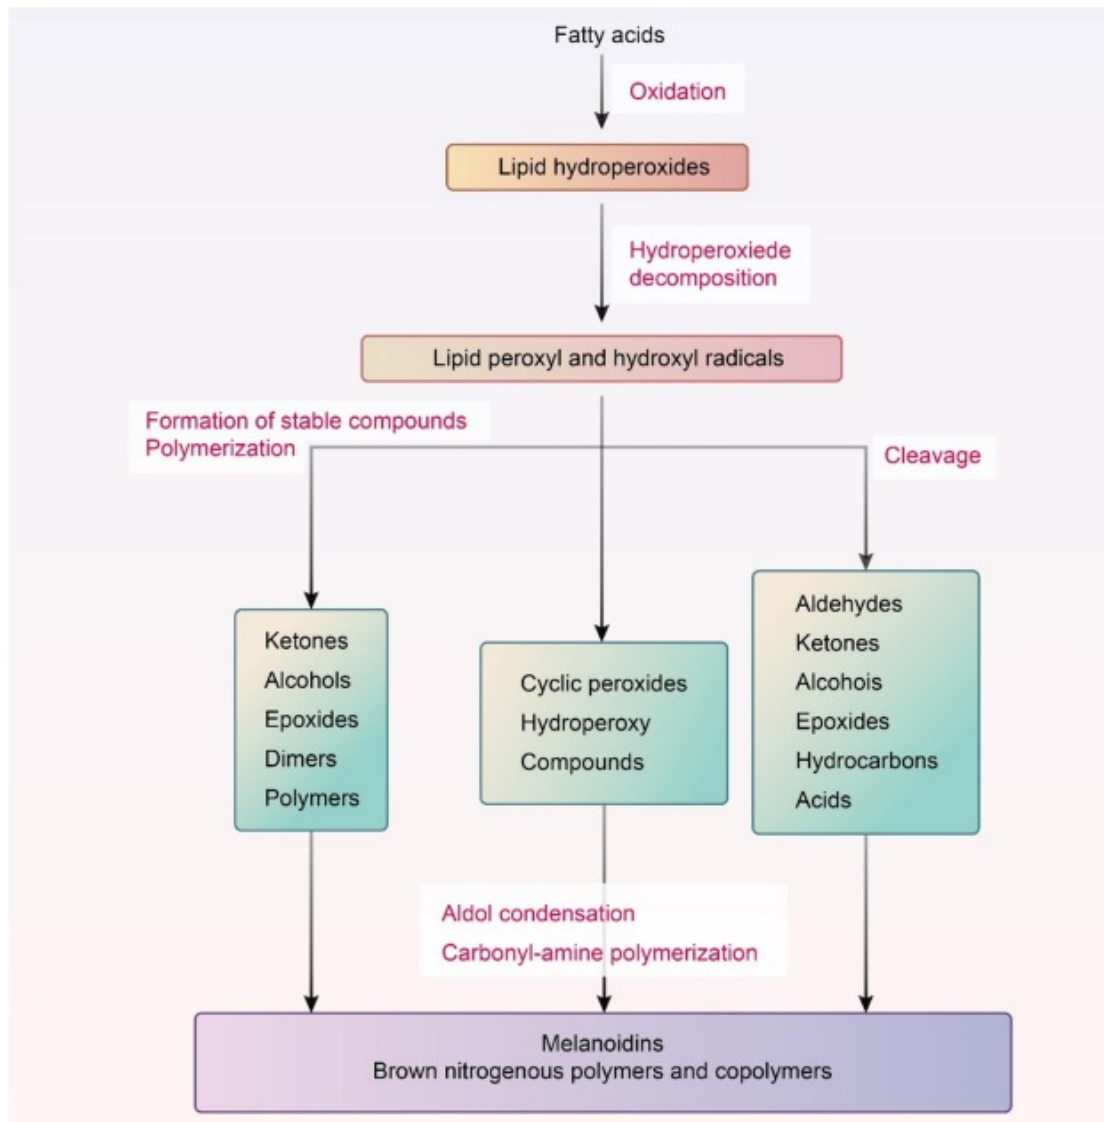 Fatty acids
Oxidation
Lipid hydroperoxides
Hydroperoxiede
decomposition
Lipid peroxyl and hydroxyl radicals
Formation of stable compounds
Polymerization
Cleavage
Ketones
Alcohols
Epoxides
Dimers
Polymers
Cyclic peroxides
Hydroperoxy
Compounds
Aldehydes
Ketones
Alcohois
Epoxides
Hydrocarbons
Acids
Aldol condensation
Carbonyl-amine polymerization
Melanoidins
Brown nitrogenous polymers and copolymers